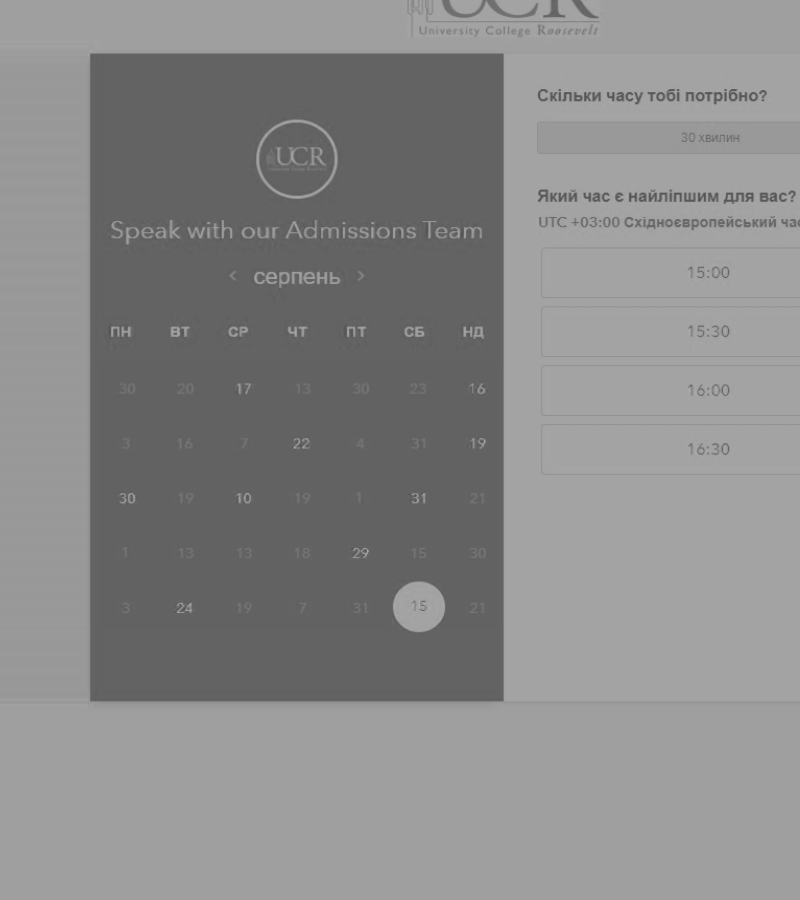 UCR
University College Roosevelt
UCR
Speak with our Admissions Team
< серпень >
ПН ВТ СР ЧТ ПТ СБ НД
30 20 17 13 30 23 16
3 16 7 22 4 31 19
30 19 10 19 1 31 21
1 13 13 18 29 15 30
3 24 19 7 31 15 21
Скільки часу тобі потрібно?
30 хвилин
Який час є найліпшим для вас?
UTC +03:00 Східноєвропейський час
15:00
15:30
16:00
16:30